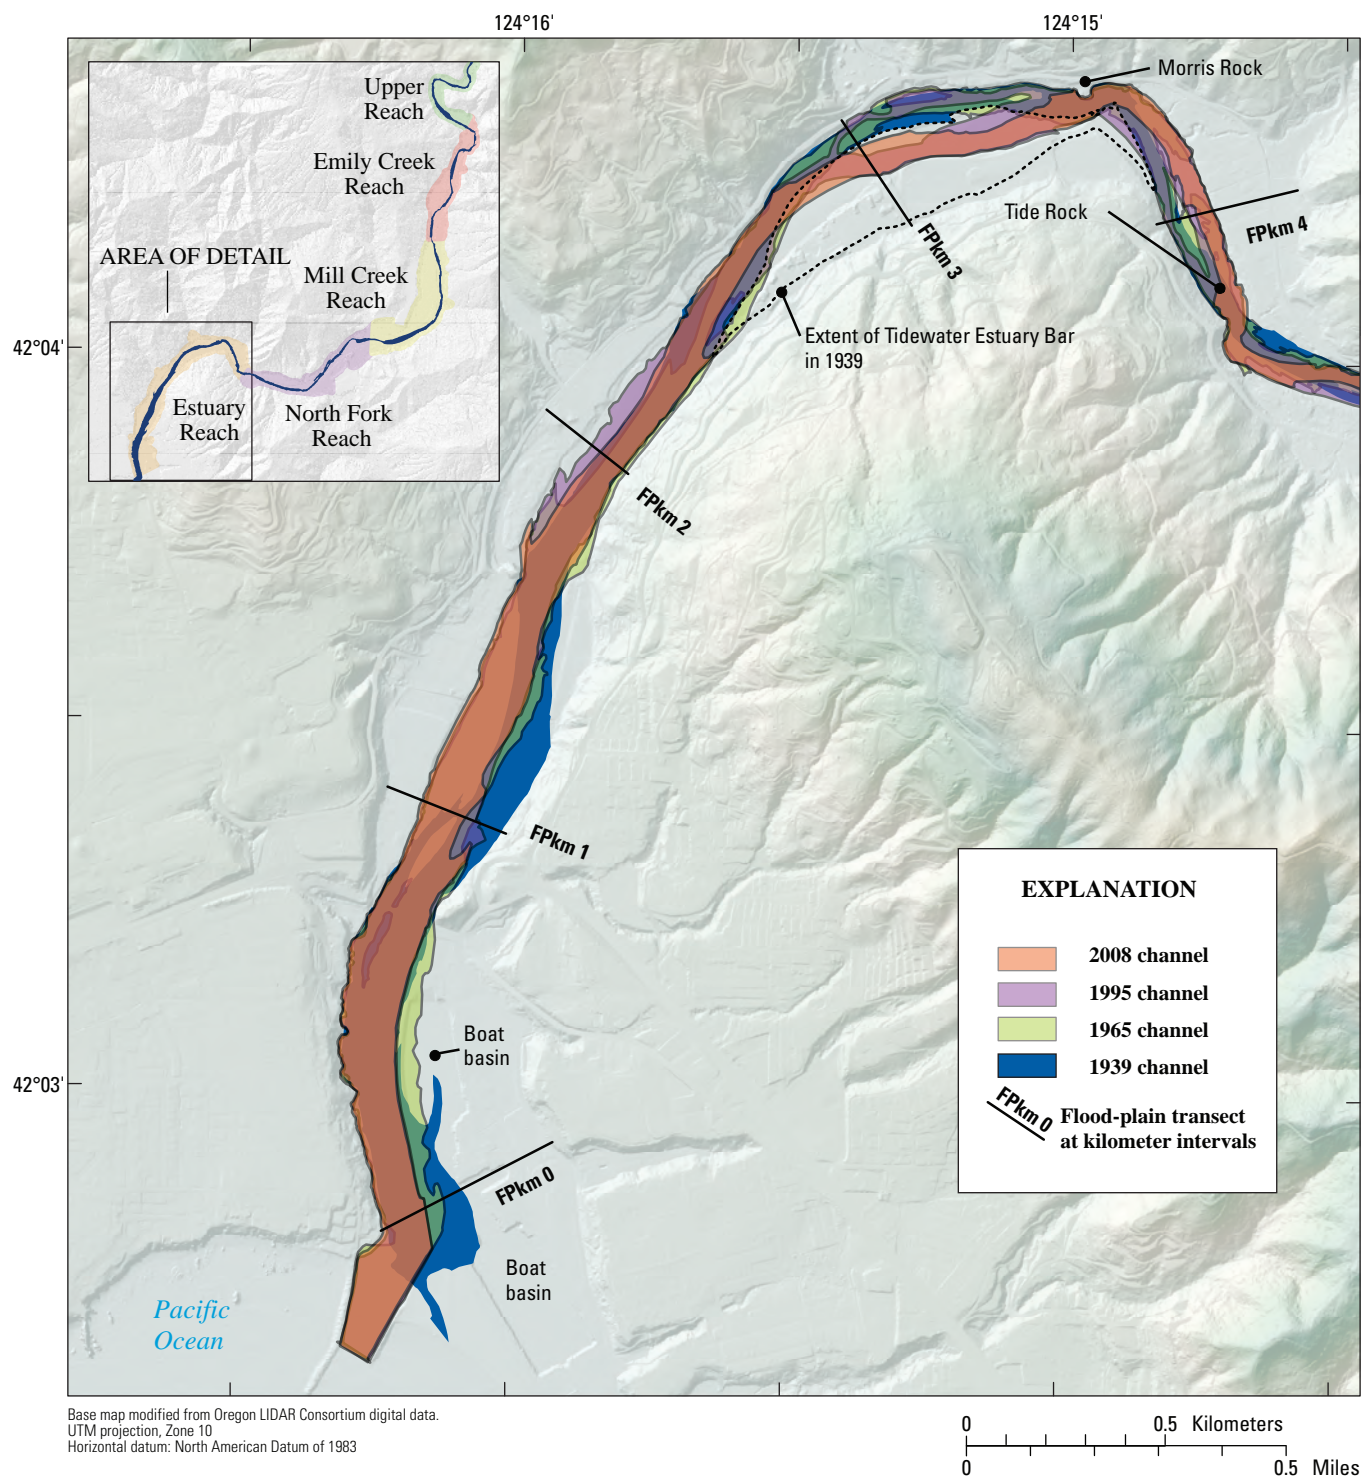 124°16'
124°15'
Morris Rock
Upper
Reach
Emily Creek
Reach
AREA OF DETAIL
Mill Creek
Reach
Estuary
Reach
North Fork
Reach
Tide Rock
FPkm 4
FPkm 3
Extent of Tidewater Estuary Bar
in 1939
42°04'
FPkm 2
FPkm 1
EXPLANATION
2008 channel
1995 channel
1965 channel
1939 channel
FPkm 0
Flood-plain transect
at kilometer intervals
Boat
basin
42°03'
FPkm 0
Boat
basin
Pacific
Ocean
Base map modified from Oregon LIDAR Consortium digital data.
UTM projection, Zone 10
Horizontal datum: North American Datum of 1983
0 0.5 Kilometers
0 0.5 Miles